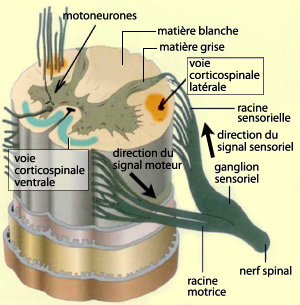 motoneurones
matière blanche
matière grise
voie
corticospinale
latérale
racine
sensorielle
direction du
signal sensoriel
direction du
signal moteur
voie
corticospinale
ventrale
ganglion
sensoriel
racine
motrice
nerf spinal